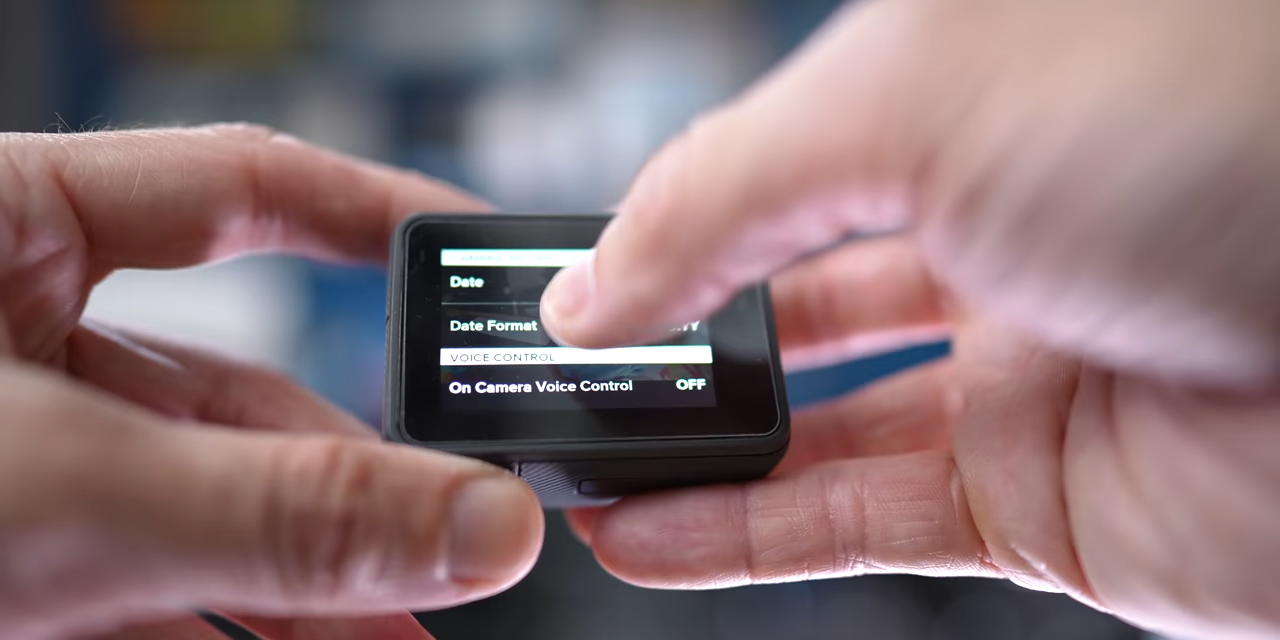 Date
Date Format
VOICE CONTROL
On Camera Voice Control OFF